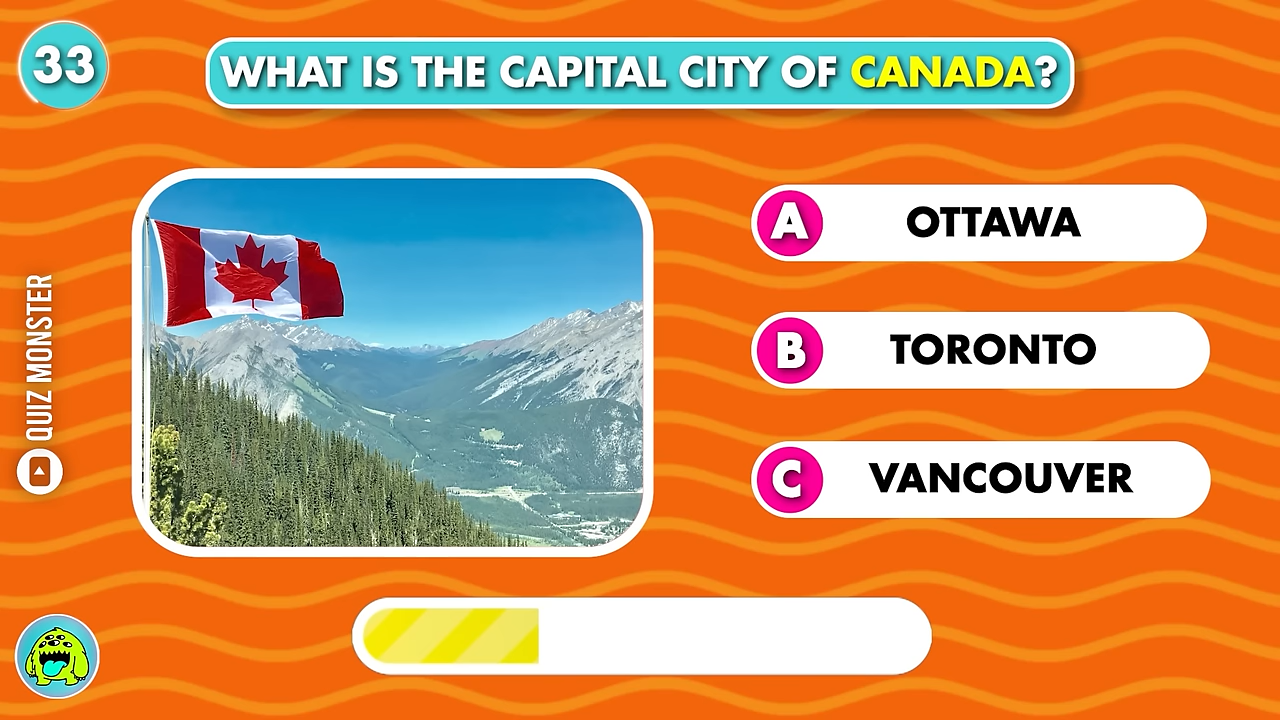 33
WHAT IS THE CAPITAL CITY OF CANADA?
A OTTAWA
B TORONTO
C VANCOUVER
QUIZ MONSTER